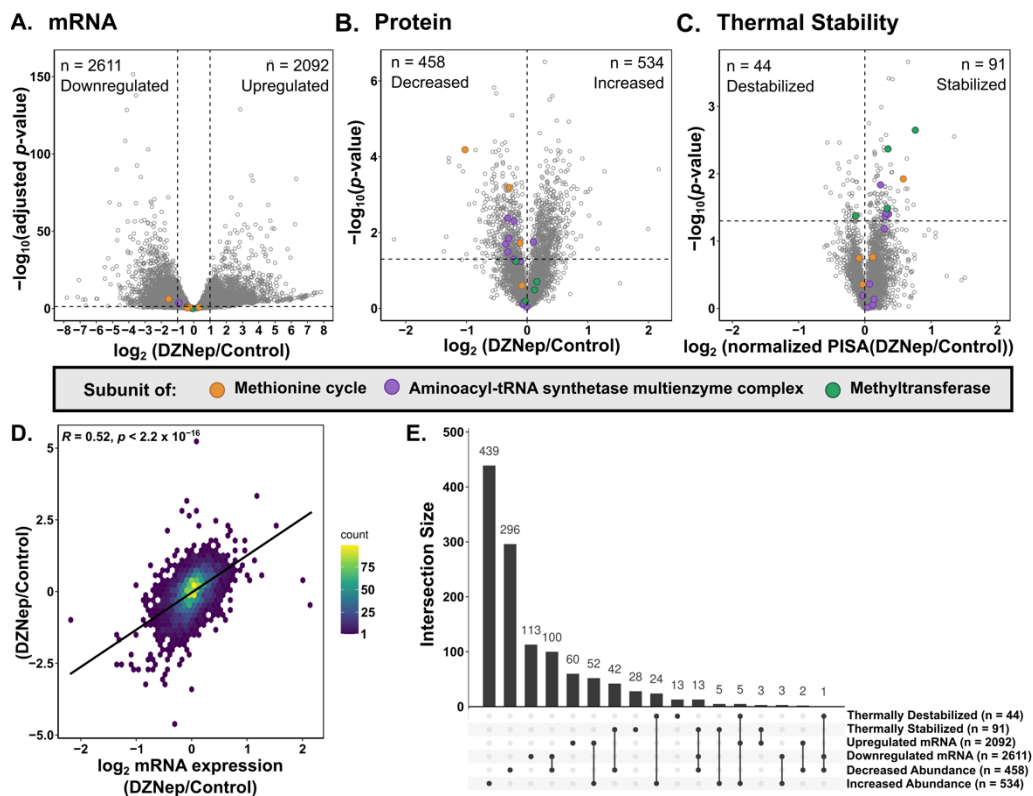 A. mRNA
n = 2611
Downregulated
n = 2092
Upregulated
150
100
50
0
−log10(adjusted p-value)
−8 −7 −6 −5 −4 −3 −2 −1 0 1 2 3 4 5 6 7 8
log2 (DZNep/Control)
B. Protein
n = 458
Decreased
n = 534
Increased
6
4
2
0
−log10(p-value)
−2 −1 0 1 2
log2 (DZNep/Control)
C. Thermal Stability
n = 44
Destabilized
n = 91
Stabilized
3
2
1
0
−log10(p-value)
−2 −1 0 1 2
log2 (normalized PISA(DZNep/Control))
Subunit of: Methionine cycle Aminoacyl-tRNA synthetase multienzyme complex Methyltransferase
D.
R = 0.52, p < 2.2 x 10−16
5
2.5
0
−2.5
−5.0
(DZNep/Control)
−2 −1 0 1 2
log2 mRNA expression
(DZNep/Control)
count
75
50
25
1
E.
500
400
300
200
100
0
Intersection Size
439 296 113 100 60 52 42 28 24 13 13 5 5 3 3 2 1
Thermally Destabilized (n = 44)
Thermally Stabilized (n = 91)
Upregulated mRNA (n = 2092)
Downregulated mRNA (n = 2611)
Decreased Abundance (n = 458)
Increased Abundance (n = 534)